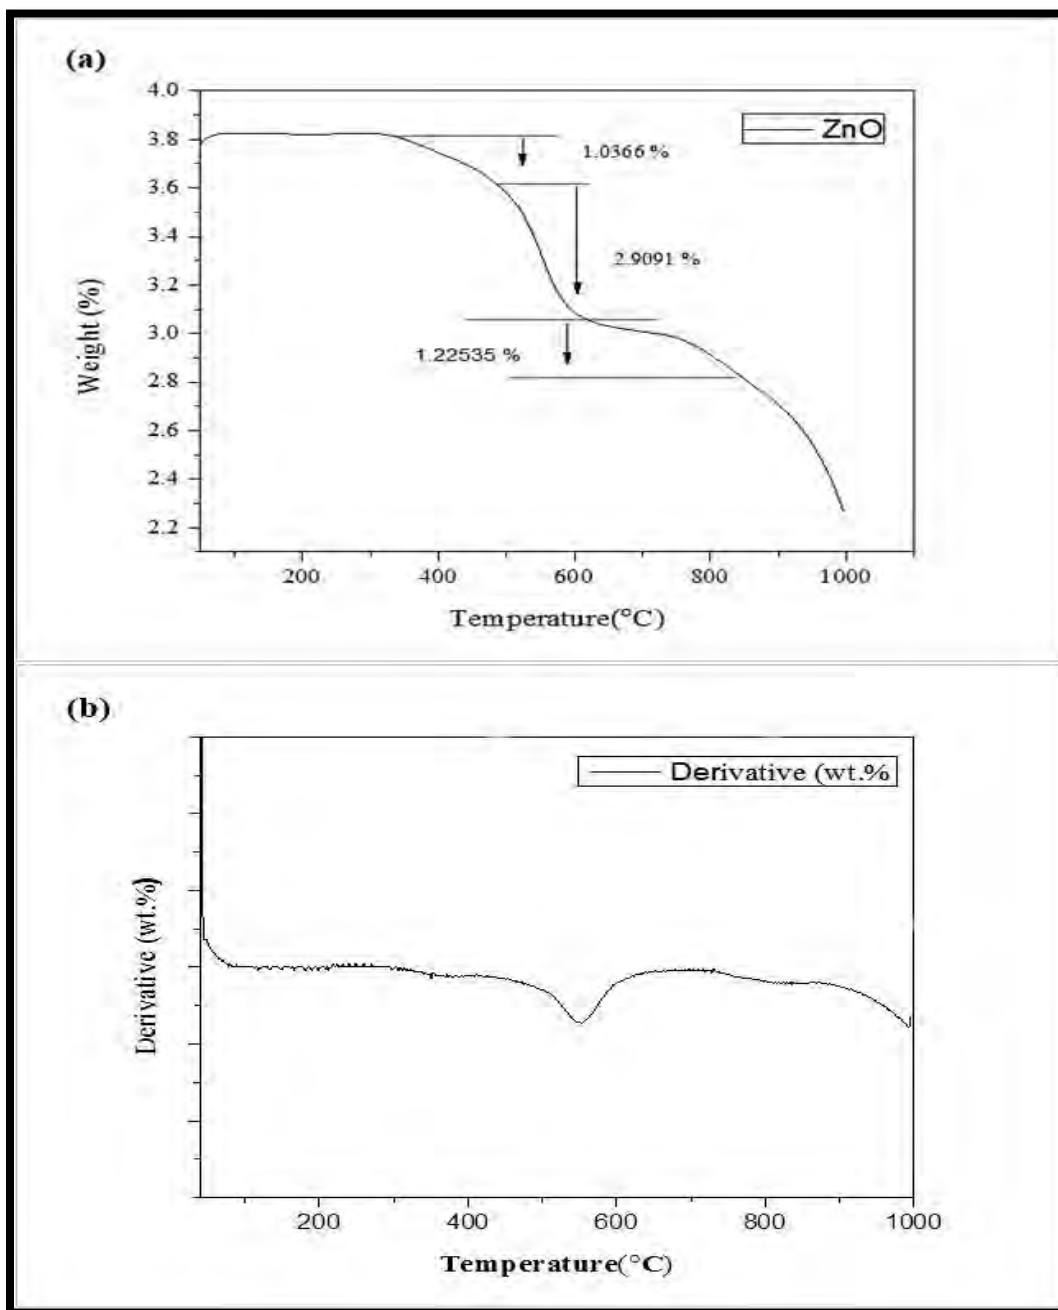 (a)
4.0
ZnO
3.8
1.0366 %
3.6
3.4
2.9091 %
3.2
3.0
1.22535 %
2.8
2.6
2.4
2.2
Weight (%)
200
400
600
800
1000
Temperature(°C)
(b)
Derivative (wt.%
Derivative (wt.%)
200
400
600
800
1000
Temperature(°C)